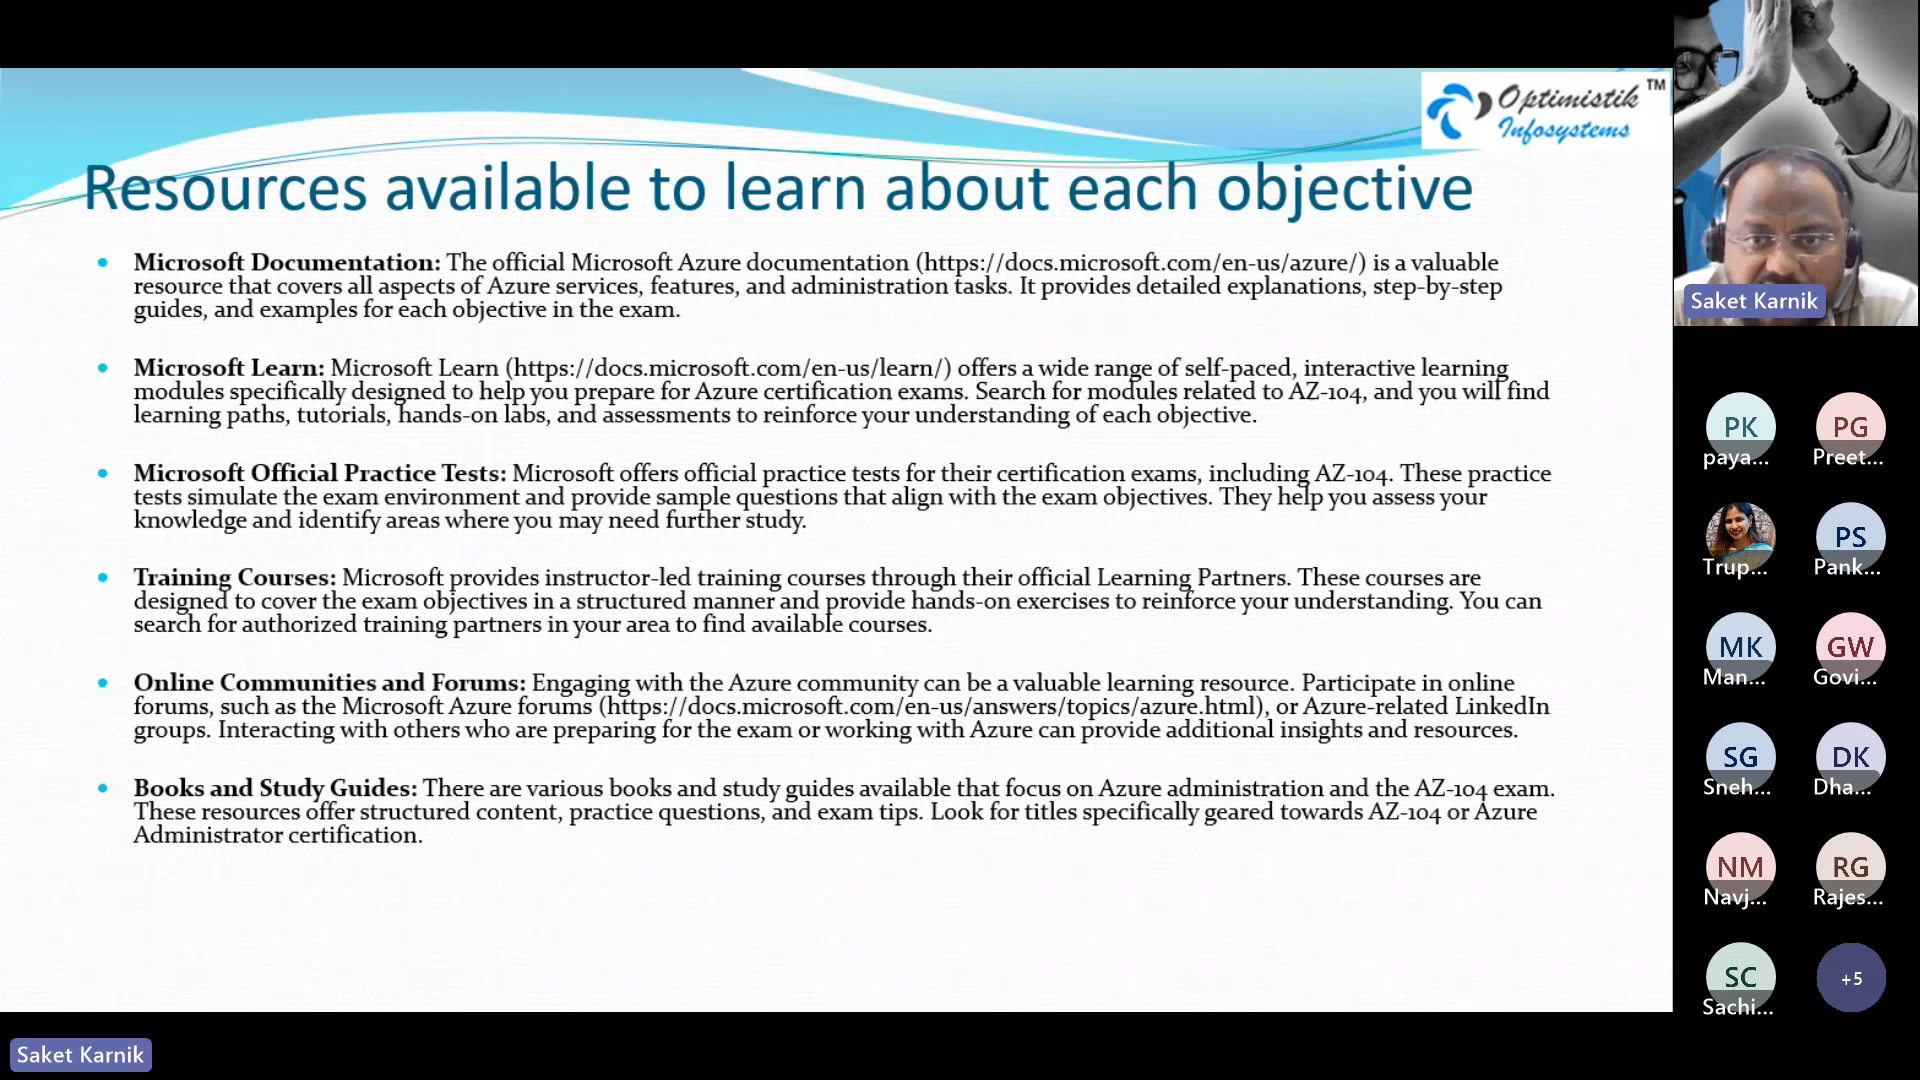 Optimistik TM
Infosystems
Resources available to learn about each objective
• Microsoft Documentation: The official Microsoft Azure documentation (https://docs.microsoft.com/en-us/azure/) is a valuable
resource that covers all aspects of Azure services, features, and administration tasks. It provides detailed explanations, step-by-step
guides, and examples for each objective in the exam.
• Microsoft Learn: Microsoft Learn (https://docs.microsoft.com/en-us/learn/) offers a wide range of self-paced, interactive learning
modules specifically designed to help you prepare for Azure certification exams. Search for modules related to AZ-104, and you will find
learning paths, tutorials, hands-on labs, and assessments to reinforce your understanding of each objective.
• Microsoft Official Practice Tests: Microsoft offers official practice tests for their certification exams, including AZ-104. These practice
tests simulate the exam environment and provide sample questions that align with the exam objectives. They help you assess your
knowledge and identify areas where you may need further study.
• Training Courses: Microsoft provides instructor-led training courses through their official Learning Partners. These courses are
designed to cover the exam objectives in a structured manner and provide hands-on exercises to reinforce your understanding. You can
search for authorized training partners in your area to find available courses.
• Online Communities and Forums: Engaging with the Azure community can be a valuable learning resource. Participate in online
forums, such as the Microsoft Azure forums (https://docs.microsoft.com/en-us/answers/topics/azure.html), or Azure-related LinkedIn
groups. Interacting with others who are preparing for the exam or working with Azure can provide additional insights and resources.
• Books and Study Guides: There are various books and study guides available that focus on Azure administration and the AZ-104 exam.
These resources offer structured content, practice questions, and exam tips. Look for titles specifically geared towards AZ-104 or Azure
Administrator certification.
Saket Karnik
Saket Karnik
PK PG
paya... Preet...
PS
Trup... Pank...
MK GW
Man... Govi...
SG DK
Sneh... Dha...
NM RG
Navj... Rajes...
SC +5
Sachi...